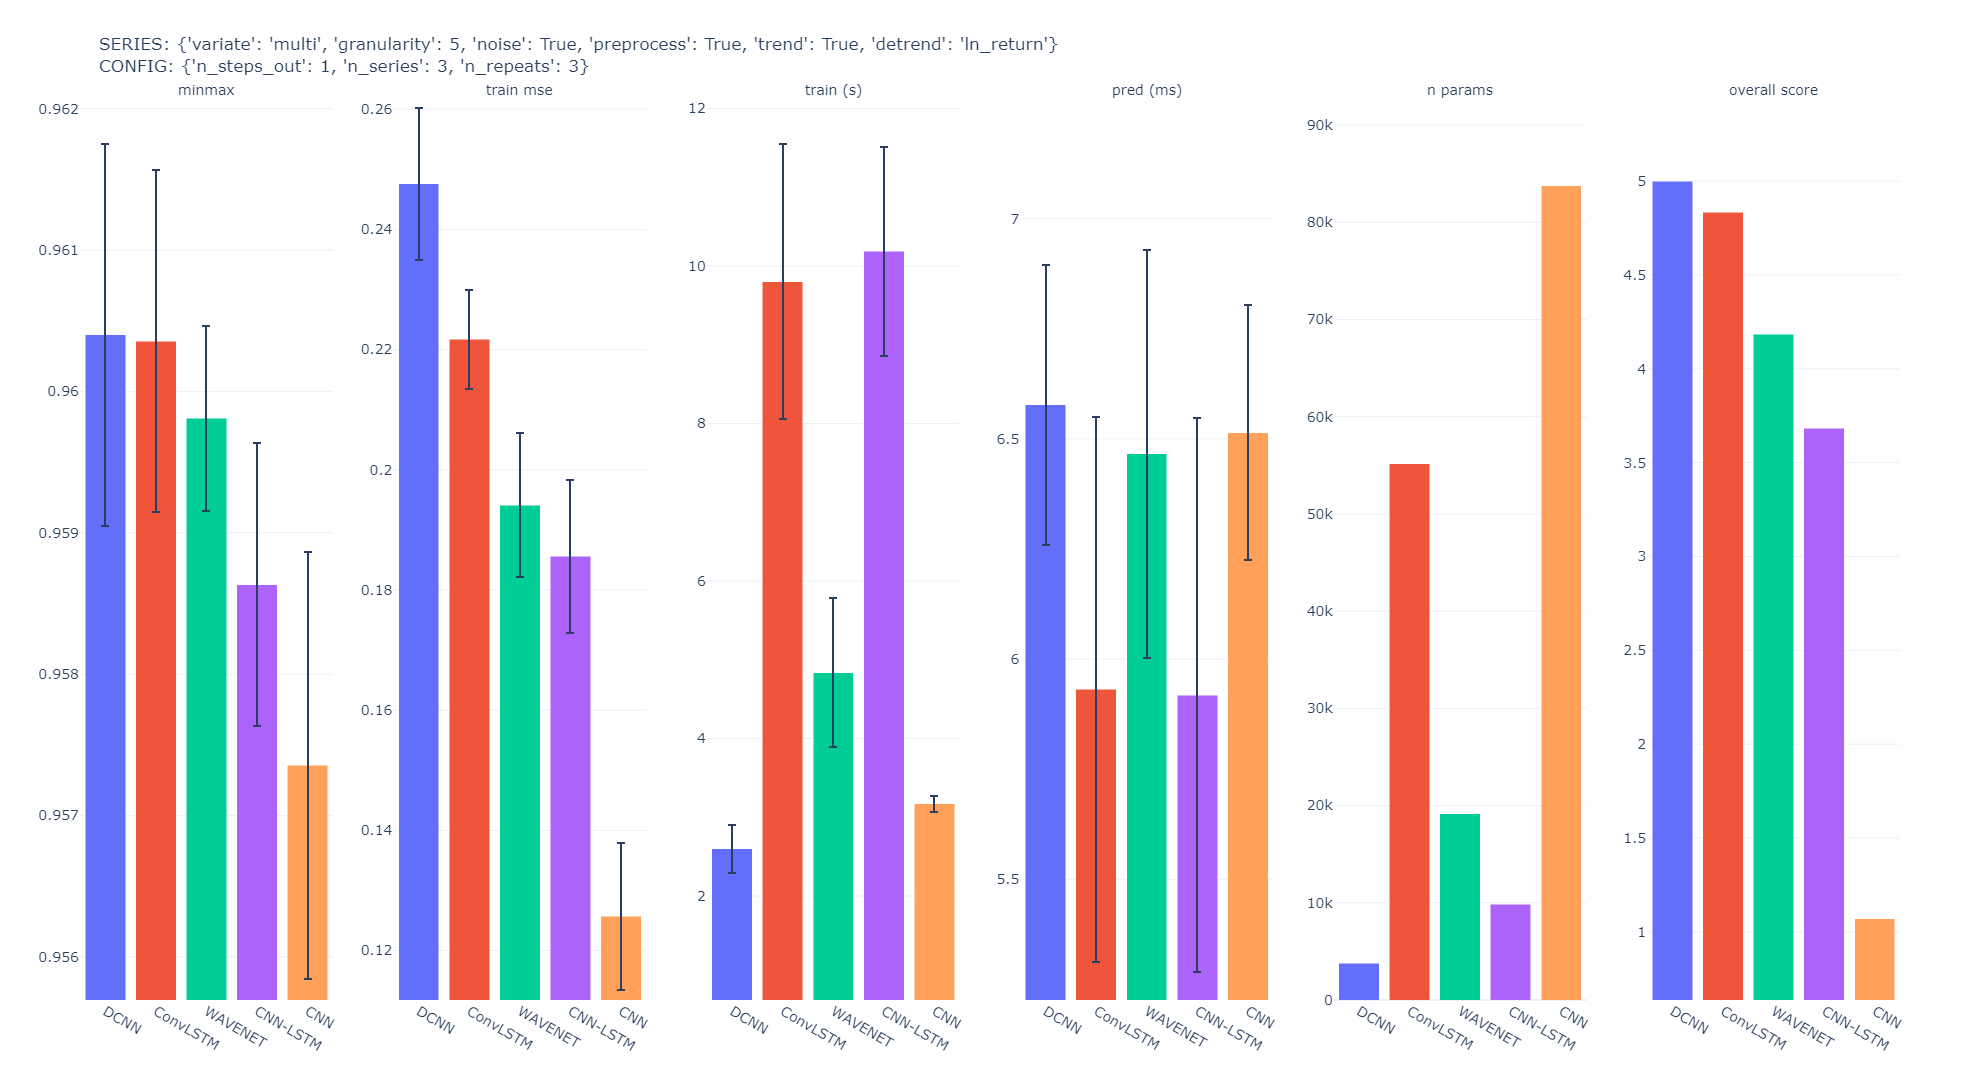 SERIES: {'variate': 'multi', 'granularity': 5, 'noise': True, 'preprocess': True, 'trend': True, 'detrend': 'ln_return'}
CONFIG: {'n_steps_out': 1, 'n_series': 3, 'n_repeats': 3}
minmax
0.962
0.961
0.96
0.959
0.958
0.957
0.956
DCNN
ConvLSTM
WAVENET
CNN-LSTM
CNN
train mse
0.26
0.24
0.22
0.2
0.18
0.16
0.14
0.12
DCNN
ConvLSTM
WAVENET
CNN-LSTM
CNN
train (s)
12
10
8
6
4
2
DCNN
ConvLSTM
WAVENET
CNN-LSTM
CNN
pred (ms)
7
6.5
6
5.5
DCNN
ConvLSTM
WAVENET
CNN-LSTM
CNN
n params
90k
80k
70k
60k
50k
40k
30k
20k
10k
0
DCNN
ConvLSTM
WAVENET
CNN-LSTM
CNN
overall score
5
4.5
4
3.5
3
2.5
2
1.5
1
DCNN
ConvLSTM
WAVENET
CNN-LSTM
CNN